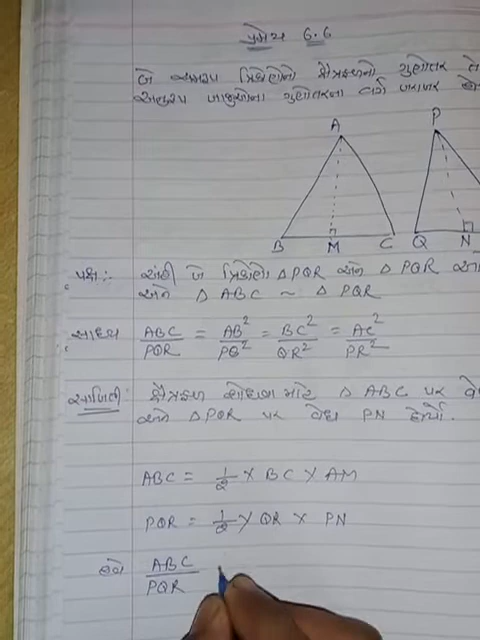 પ્રમેય 6.6
બે સમરૂપ ત્રિકોણોના ક્ષેત્રફળનો ગુણોત્તર તે
અનુરૂપ બાજુઓના ગુણોત્તરના વર્ગ બરાબર હો
A P
B M C Q N
પક્ષ :- અહીં બે ત્રિકોણો △ PQR અને △ PQR આ
અને △ ABC ~ △ PQR
સાધ્ય : ABC/PQR = AB²/PQ² = BC²/QR² = AC²/PR²
સાબિતી: ક્ષેત્રફળ શોધવા માટે △ ABC પર વે
અને △ PQR પર વેધ PN દોર્યો.
ABC = 1/2 × BC × AM
PQR = 1/2 × QR × PN
હવે ABC/PQR